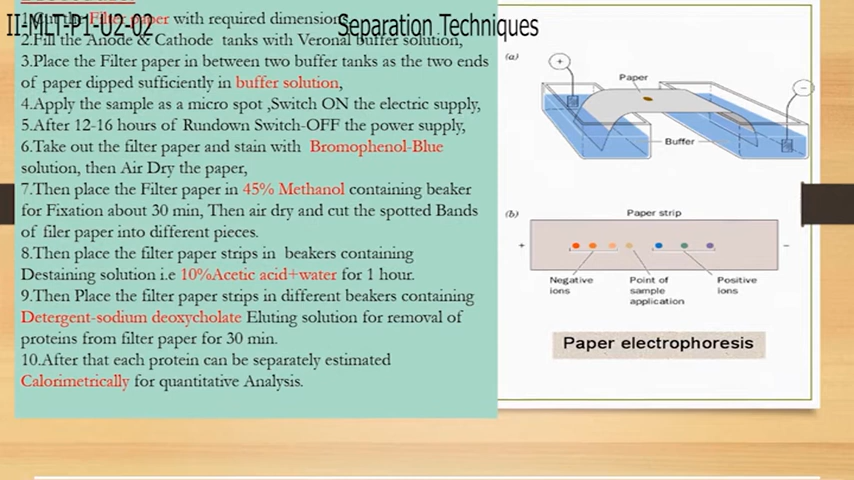 II-MLT-P1-U2-02
Separation Techniques
Filter paper with required dimension
2.Fill the Anode & Cathode tanks with Veronal buffer solution,
3.Place the Filter paper in between two buffer tanks as the two ends
of paper dipped sufficiently in buffer solution,
4.Apply the sample as a micro spot ,Switch ON the electric supply,
5.After 12-16 hours of Rundown Switch-OFF the power supply,
6.Take out the filter paper and stain with Bromophenol-Blue
solution, then Air Dry the paper,
7.Then place the Filter paper in 45% Methanol containing beaker
for Fixation about 30 min, Then air dry and cut the spotted Bands
of filer paper into different pieces.
8.Then place the filter paper strips in beakers containing
Destaining solution i.e 10%Acetic acid+water for 1 hour.
9.Then Place the filter paper strips in different beakers containing
Detergent-sodium deoxycholate Eluting solution for removal of
proteins from filter paper for 30 min.
10.After that each protein can be separately estimated
Calorimetrically for quantitative Analysis.
(a)
+
−
Paper
Buffer
(b)
Paper strip
+
−
Negative
ions
Point of
sample
application
Positive
ions
Paper electrophoresis